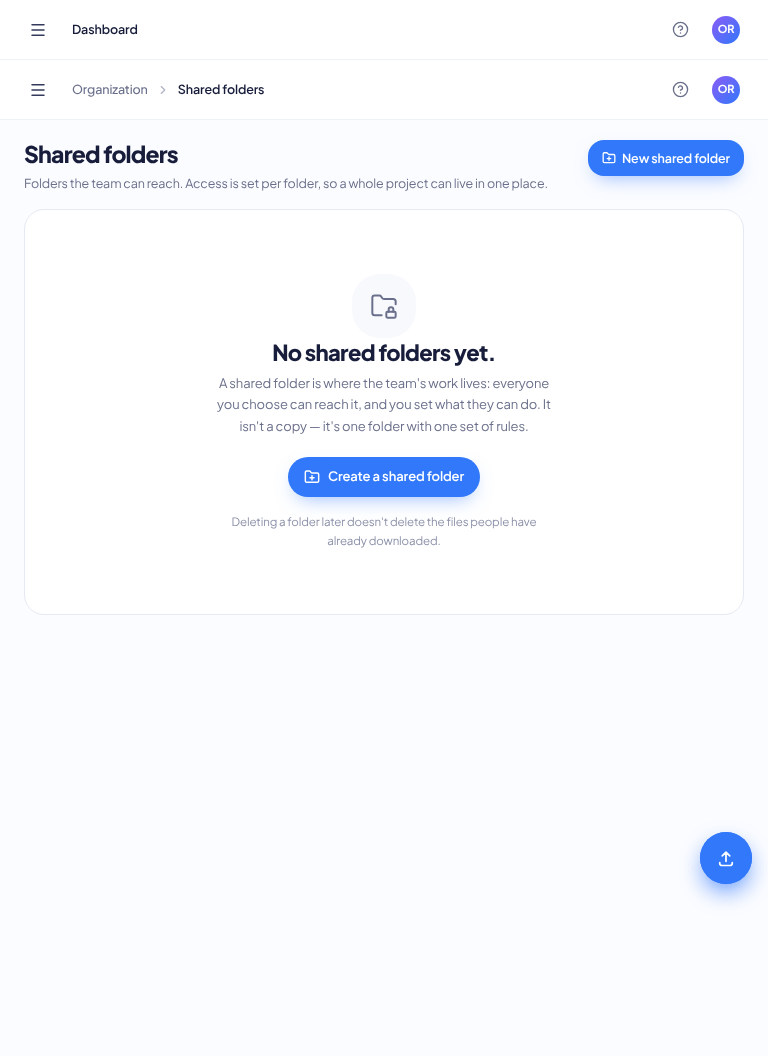 Dashboard
OR
Organization
Shared folders
OR
Shared folders
New shared folder
Folders the team can reach. Access is set per folder, so a whole project can live in one place.
No shared folders yet.
A shared folder is where the team's work lives: everyone
you choose can reach it, and you set what they can do. It
isn't a copy — it's one folder with one set of rules.
Create a shared folder
Deleting a folder later doesn't delete the files people have
already downloaded.